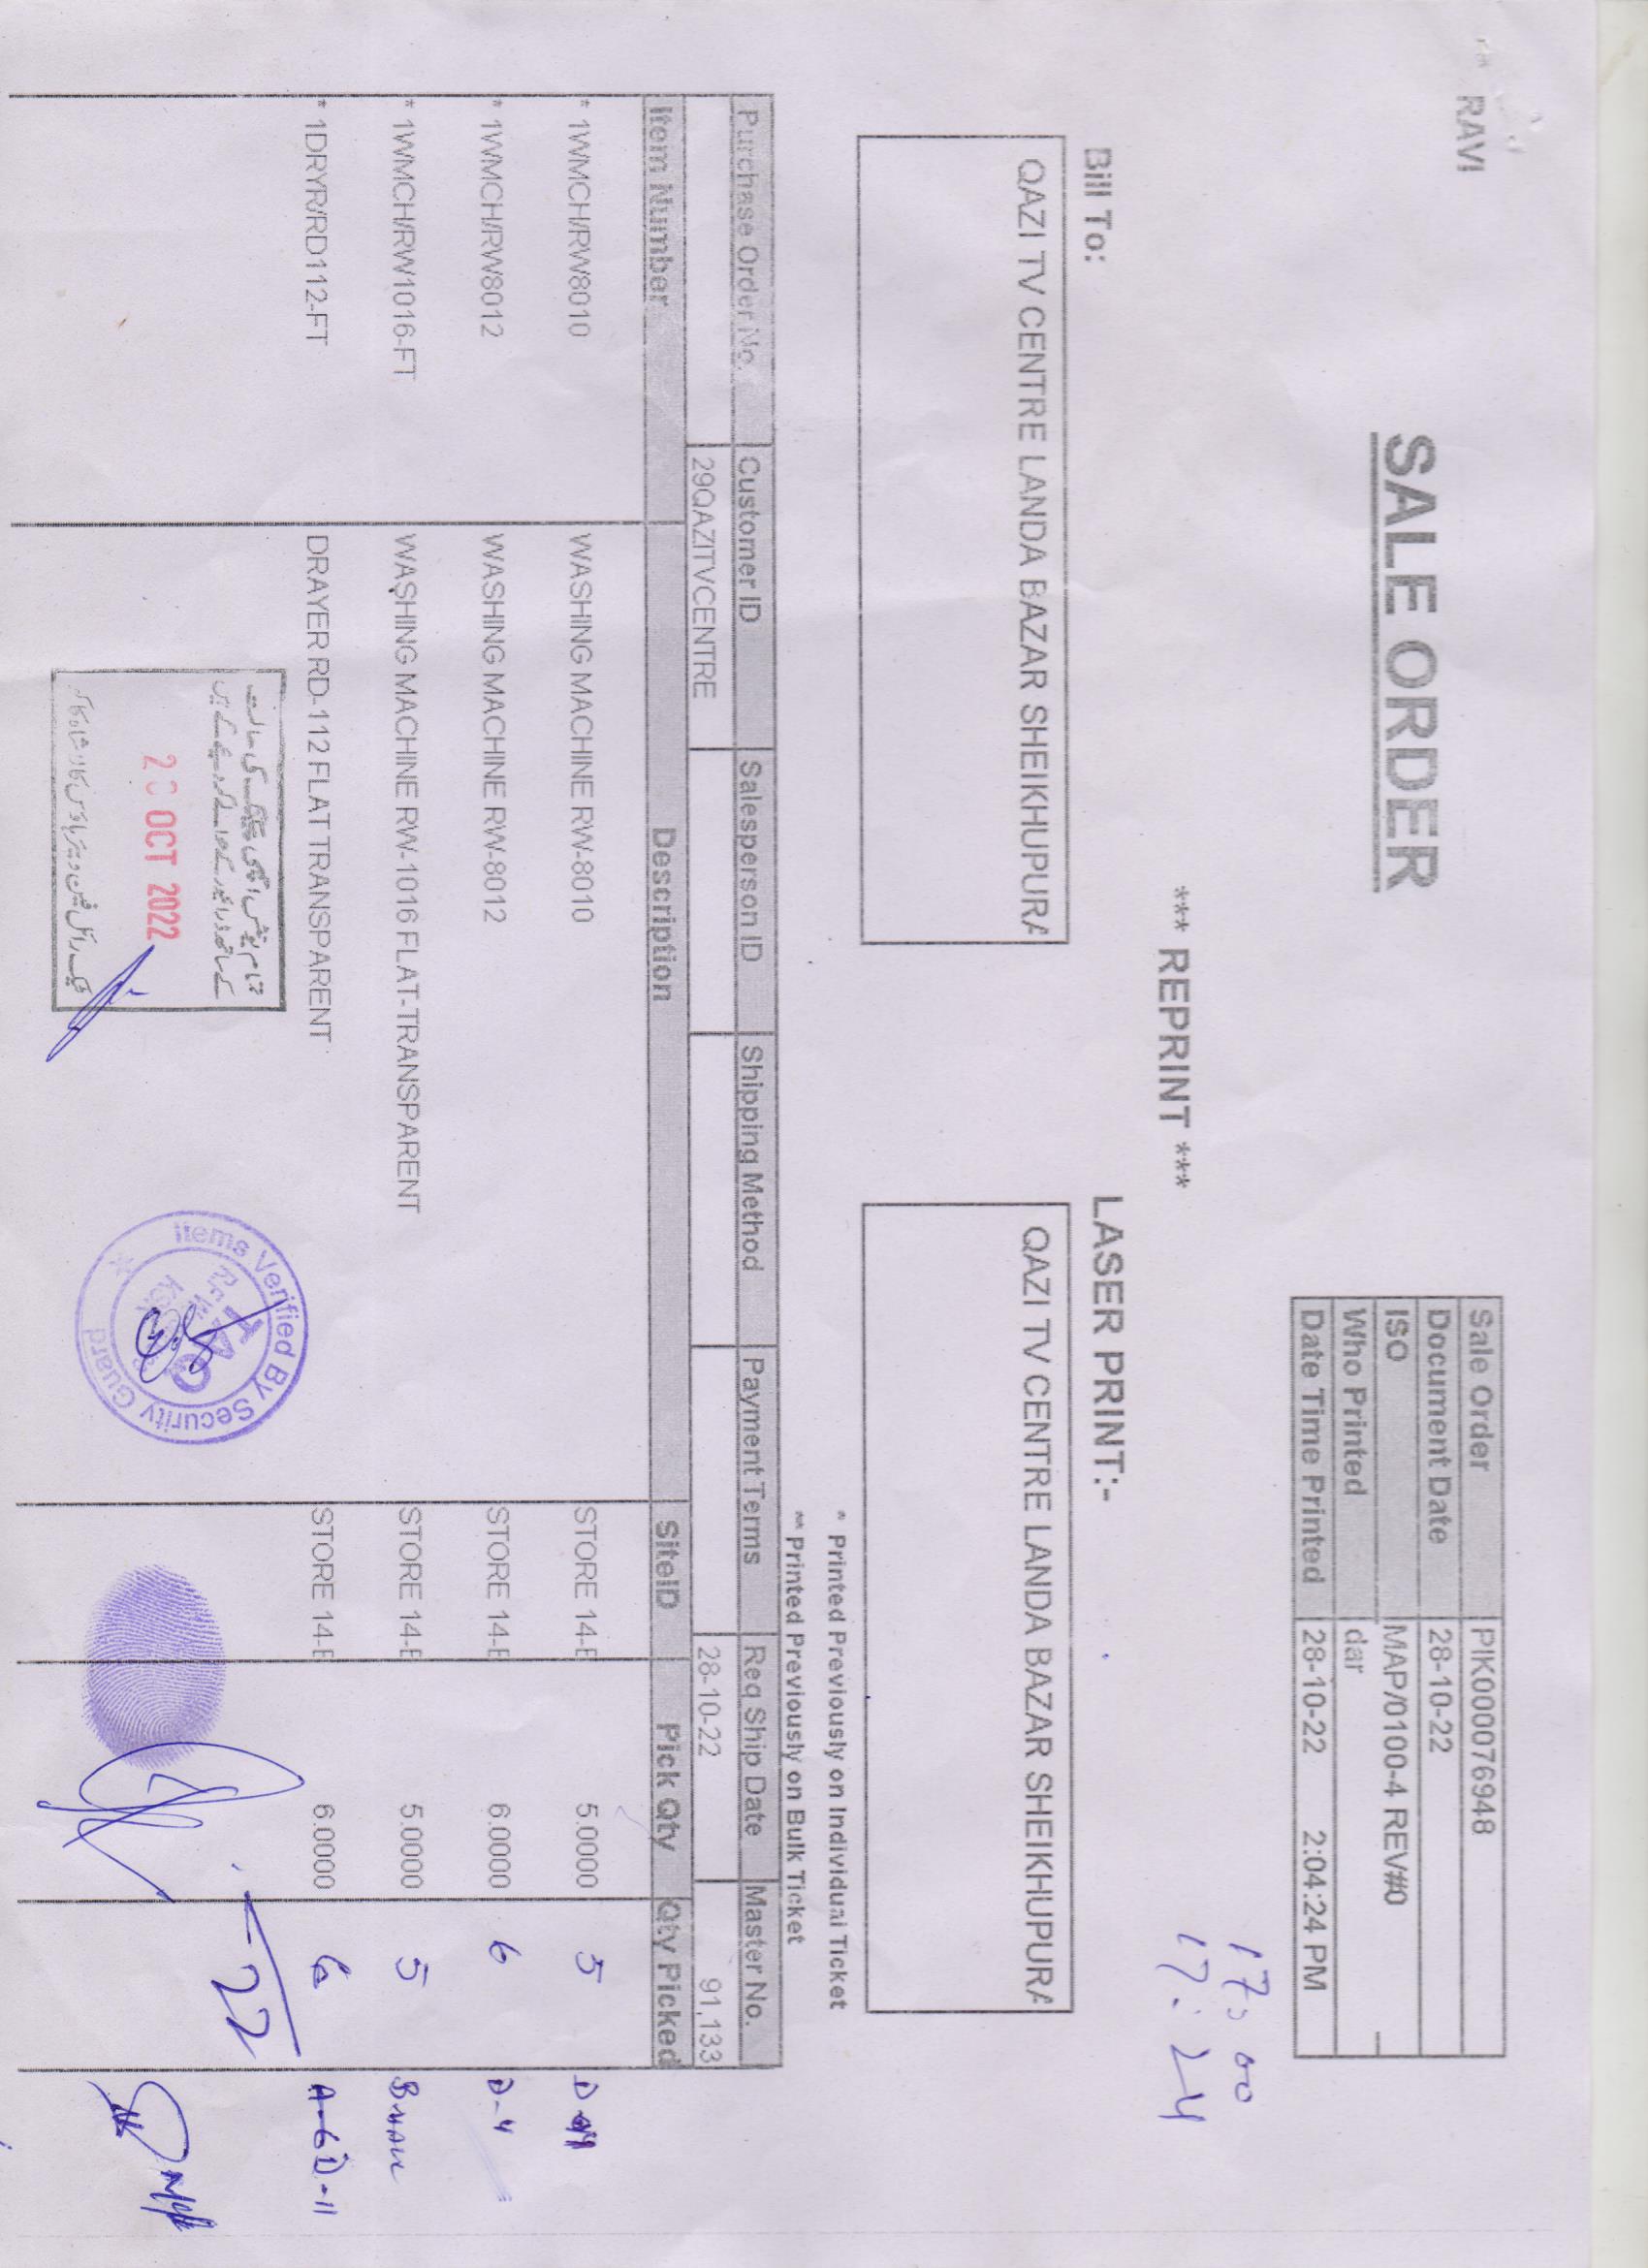 RAVI
SALE ORDER
Sale Order PIK000076948
Document Date 28-10-22
ISO MAP/0100-4 REV#0
Who Printed dar
Date Time Printed 28-10-22 2:04:24 PM
17:00
17:24
*** REPRINT ***
Bill To:
LASER PRINT:-
QAZI TV CENTRE LANDA BAZAR SHEIKHUPURA
QAZI TV CENTRE LANDA BAZAR SHEIKHUPURA
* Printed Previously on Individual Ticket
** Printed Previously on Bulk Ticket
Purchase Order No. Customer ID Salesperson ID Shipping Method Payment Terms Req Ship Date Master No.
29QAZITVCENTRE 28-10-22 91,133
Item Number Description SiteID Pick Qty Qty Picked
* 1WMCH/RW8010 WASHING MACHINE RW-8010 STORE 14-E 5.0000 5
* 1WMCH/RW8012 WASHING MACHINE RW-8012 STORE 14-E 6.0000 6 D-4
* 1WMCH/RW1016-FT WASHING MACHINE RW-1016 FLAT-TRANSPARENT STORE 14-E 5.0000 5
* 1DRYR/RD112-FT DRAYER RD-112 FLAT TRANSPARENT STORE 14-E 6.0000 6 A-6 D-11
22
تمام یونٹس اچھی پیکنگ کی حالت
کے ساتھ ڈرائیور کے حوالے کر دیئے گئے ہیں
OCT 2022
ٹیک رائل فین ویئر ہاؤس کالا شاہ کاکو
Items Verified By Security Guard